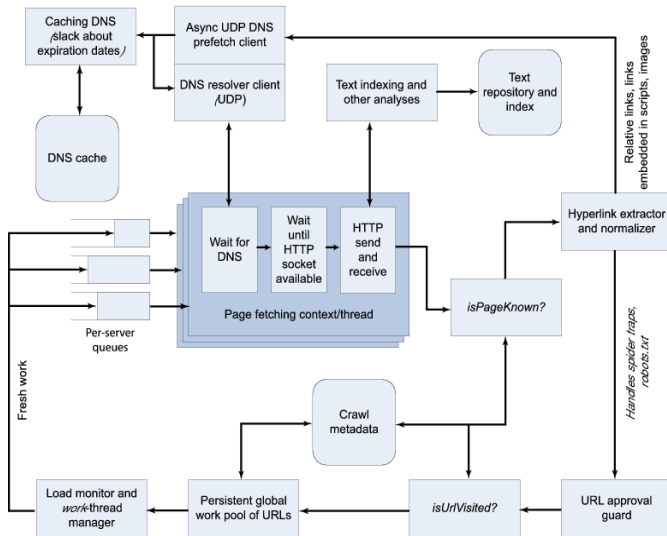 Caching DNS
(slack about
expiration dates)
Async UDP DNS
prefetch client
DNS resolver client
(UDP)
Text indexing and
other analyses
Text
repository and
index
DNS cache
Relative links, links
embedded in scripts, images
Hyperlink extractor
and normalizer
Wait for
DNS
Wait
until
HTTP
socket
available
HTTP
send
and
receive
Page fetching context/thread
isPageKnown?
Per-server
queues
Fresh work
Handles spider traps,
robots.txt
Crawl
metadata
Load monitor and
work-thread
manager
Persistent global
work pool of URLs
isUrlVisited?
URL approval
guard